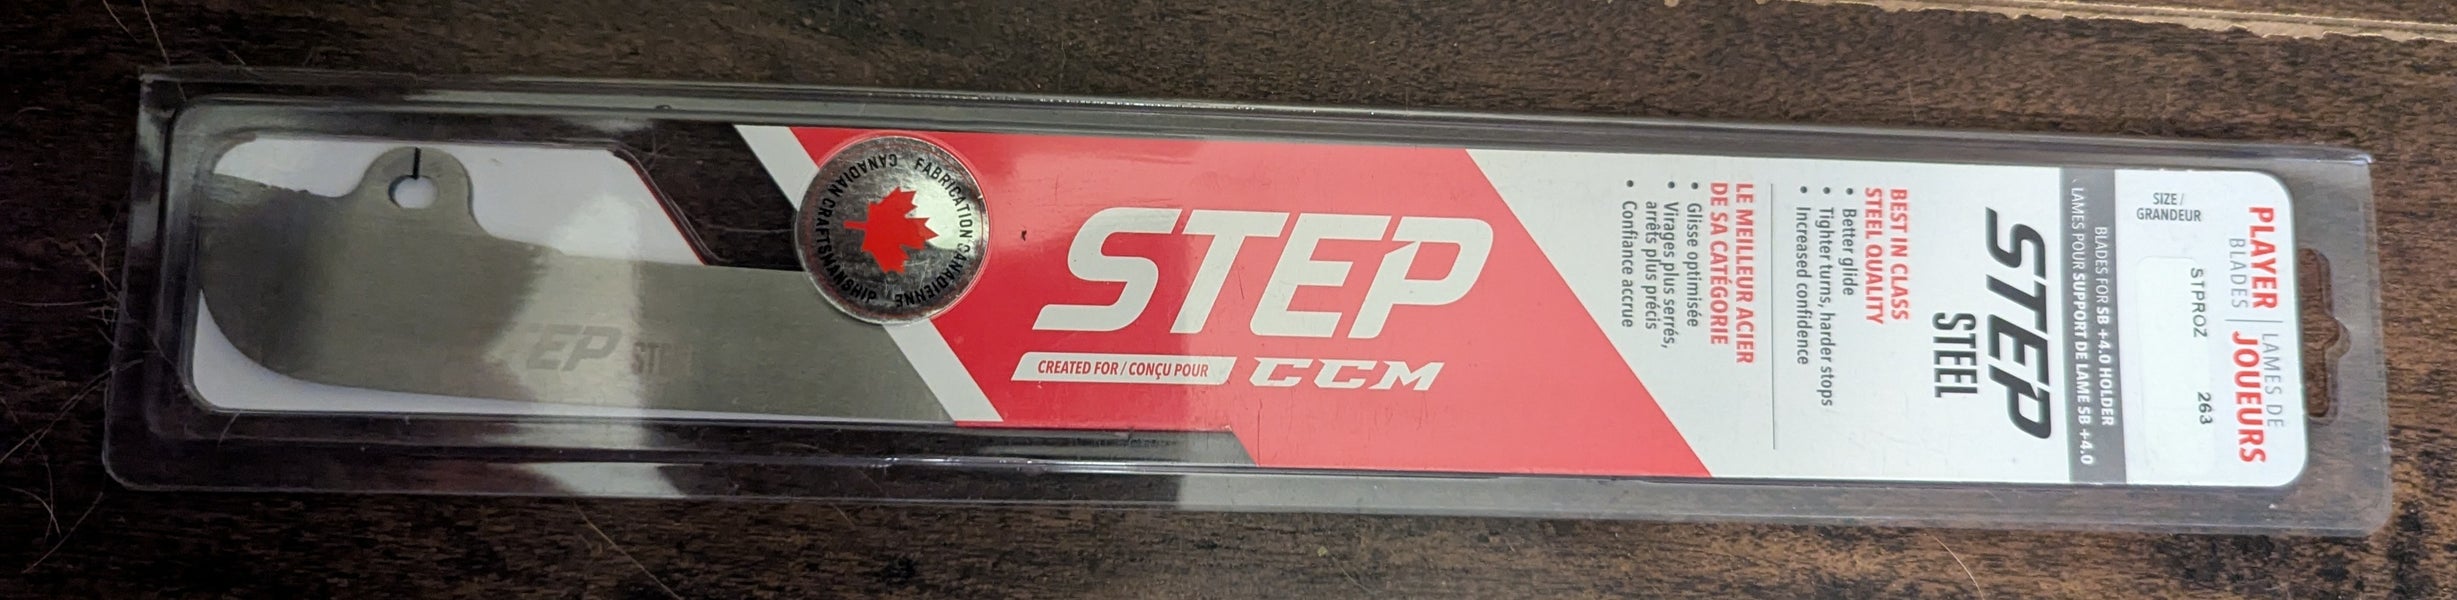 PLAYER
BLADES
LAMES DE
JOUEURS
SIZE /
GRANDEUR
STPROZ 263
BLADES FOR SB +4.0 HOLDER
LAMES POUR SUPPORT DE LAME SB +4.0
STEP
STEEL
BEST IN CLASS
STEEL QUALITY
• Better glide
• Tighter turns, harder stops
• Increased confidence
LE MEILLEUR ACIER
DE SA CATÉGORIE
• Glisse optimisée
• Virages plus serrés,
arrêts plus précis
• Confiance accrue
STEP
CREATED FOR / CONÇU POUR CCM
FABRICATION CANADIENNE
CANADIAN CRAFTSMANSHIP